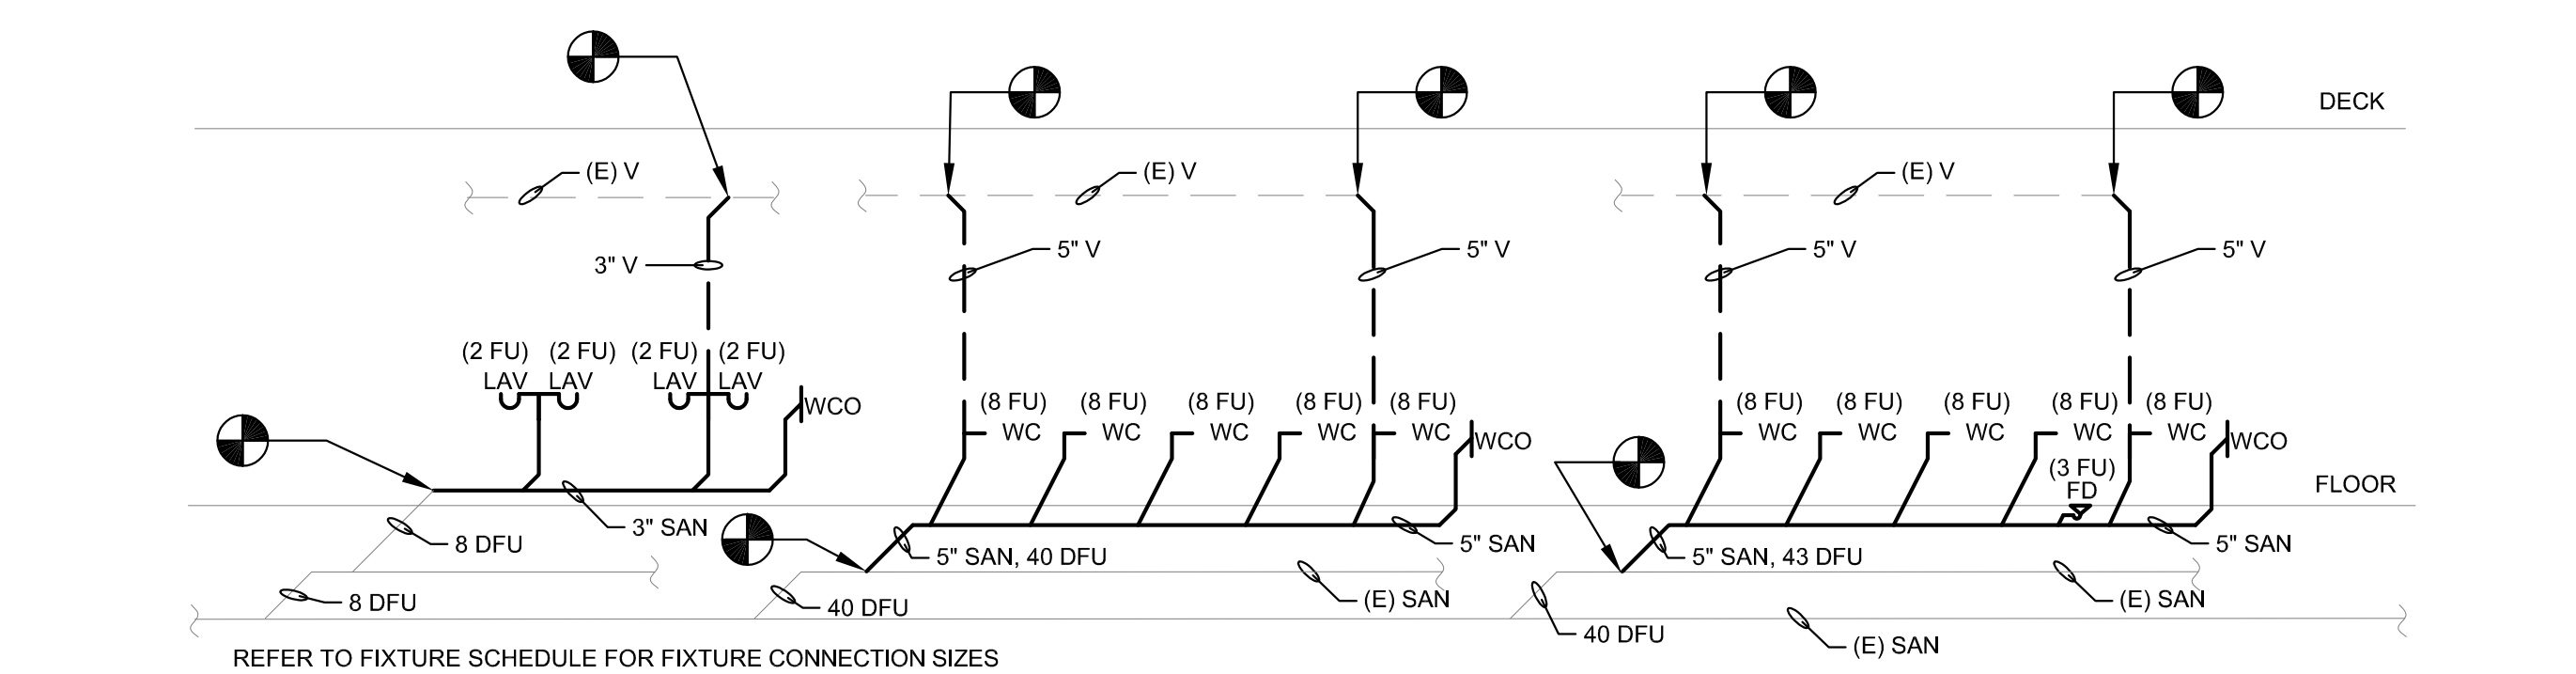 DECK
(E) V
(E) V
(E) V
3" V
5" V
5" V
5" V
5" V
(2 FU) (2 FU) (2 FU) (2 FU)
LAV LAV LAV LAV
WCO
(8 FU) (8 FU) (8 FU) (8 FU) (8 FU)
WC WC WC WC WC
WCO
(8 FU) (8 FU) (8 FU) (8 FU) (8 FU)
WC WC WC WC WC
WCO
(3 FU)
FD
FLOOR
3" SAN
8 DFU
8 DFU
5" SAN, 40 DFU
5" SAN
40 DFU
(E) SAN
5" SAN, 43 DFU
5" SAN
40 DFU
(E) SAN
(E) SAN
REFER TO FIXTURE SCHEDULE FOR FIXTURE CONNECTION SIZES